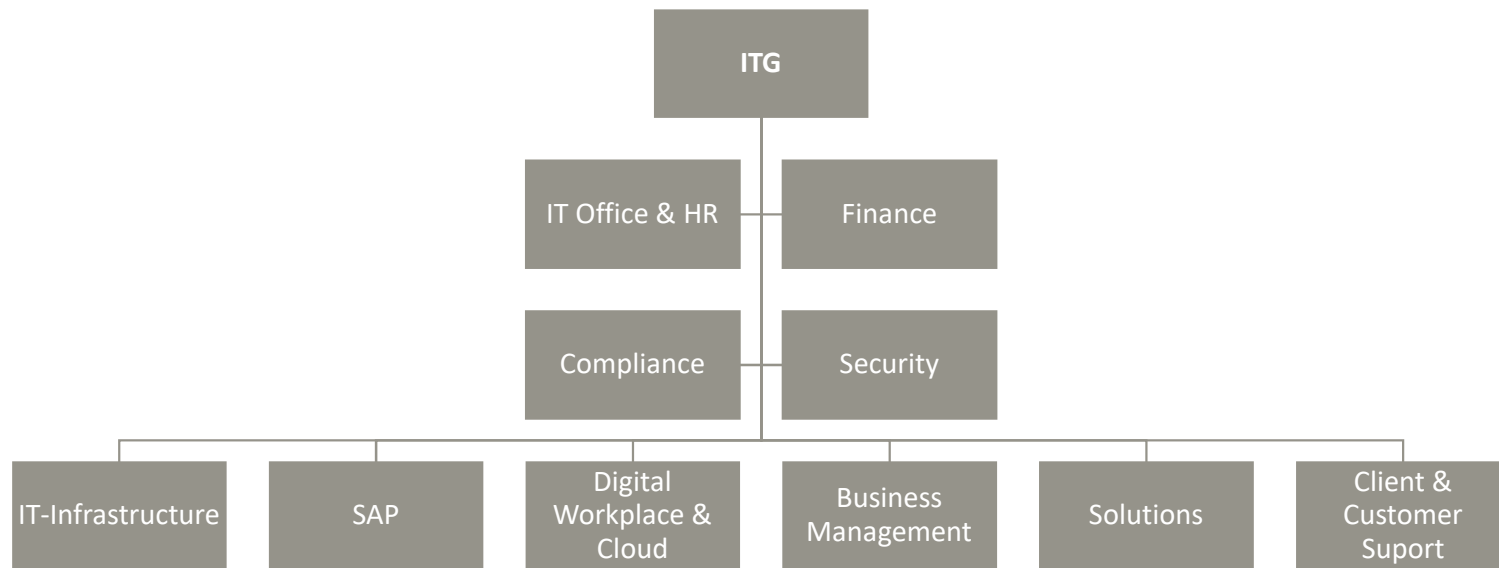 ITG
IT Office & HR
Finance
Compliance
Security
IT-Infrastructure
SAP
Digital
Workplace &
Cloud
Business
Management
Solutions
Client &
Customer
Suport